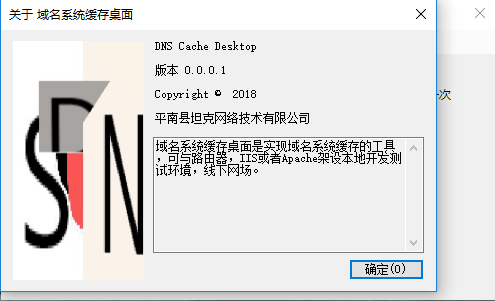 关于 域名系统缓存桌面
DNS Cache Desktop
版本 0.0.0.1
Copyright © 2018
平南县坦克网络技术有限公司
域名系统缓存桌面是实现域名系统缓存的工具
，可与路由器，IIS或者Apache架设本地开发测
试环境，线下网场。
确定(O)
次